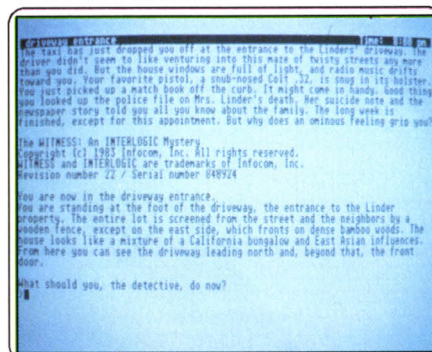 driveway entrance Time: 8:00 pm
The taxi has just dropped you off at the entrance to the Linders' driveway. The
driver didn't seem to like venturing into this maze of twisty streets any more
than you did. But the house windows are full of light, and radio music drifts
toward you. Your favorite pistol, a snub-nosed Colt .32, is snug in its holster.
You just picked up a match book off the curb. It might come in handy. Good thing
you looked up the police file on Mrs. Linder's death. Her suicide note and the
newspaper story told you all you know about the family. The long week is
finished, except for this appointment. But why does an ominous feeling grip you?
The WITNESS: An INTERLOGIC Mystery
Copyright (c) 1983 Infocom, Inc. All rights reserved.
WITNESS and INTERLOGIC are trademarks of Infocom, Inc.
Revision number 22 / Serial number 840924
You are now in the driveway entrance.
You are standing at the foot of the driveway, the entrance to the Linder
property. The entire lot is screened from the street and the neighbors by a
wooden fence, except on the east side, which fronts on dense bamboo woods. The
house looks like a mixture of a California bungalow and East Asian influences.
From here you can see the driveway leading north and, beyond that, the front
door.
What should you, the detective, do now?
>